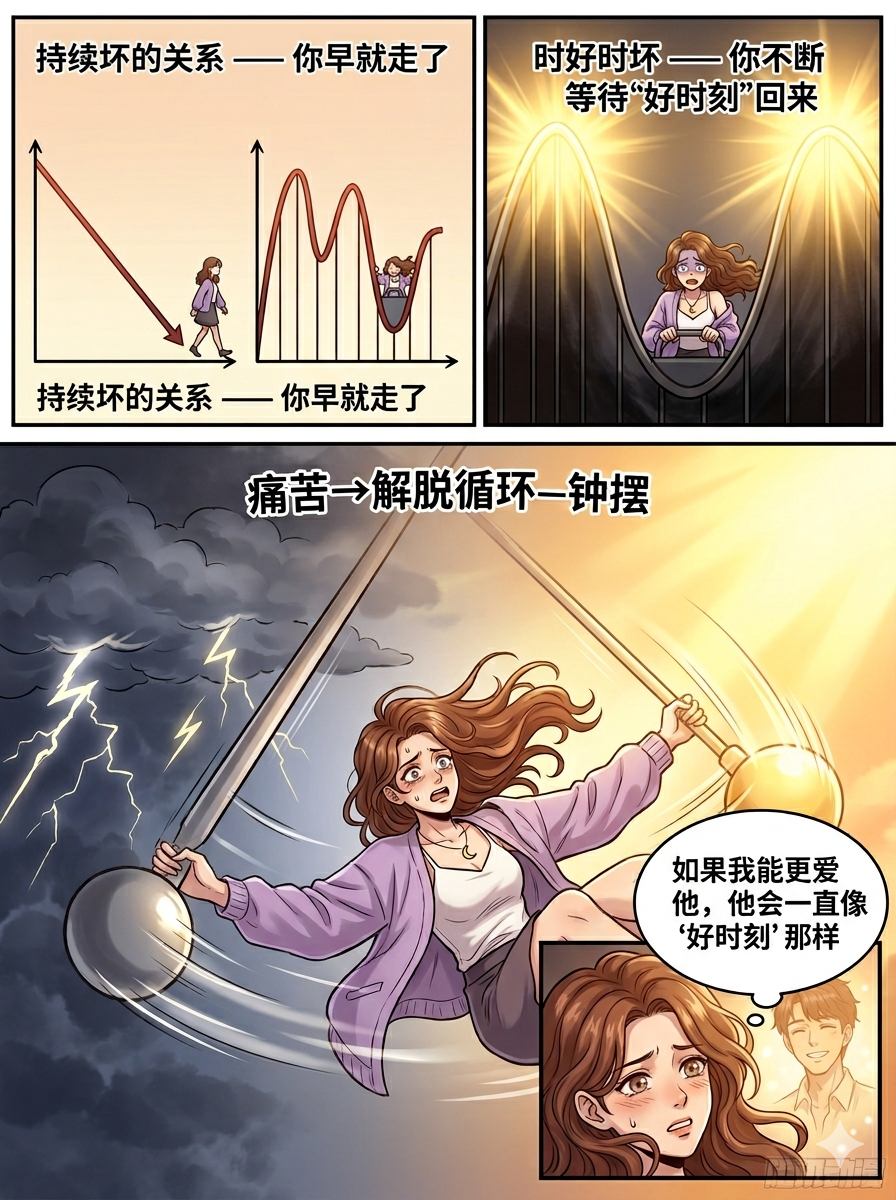 持续坏的关系 —— 你早就走了
持续坏的关系 —— 你早就走了
时好时坏 —— 你不断
等待“好时刻”回来
痛苦→解脱循环—钟摆
如果我能更爱
他，他会一直像
‘好时刻’那样